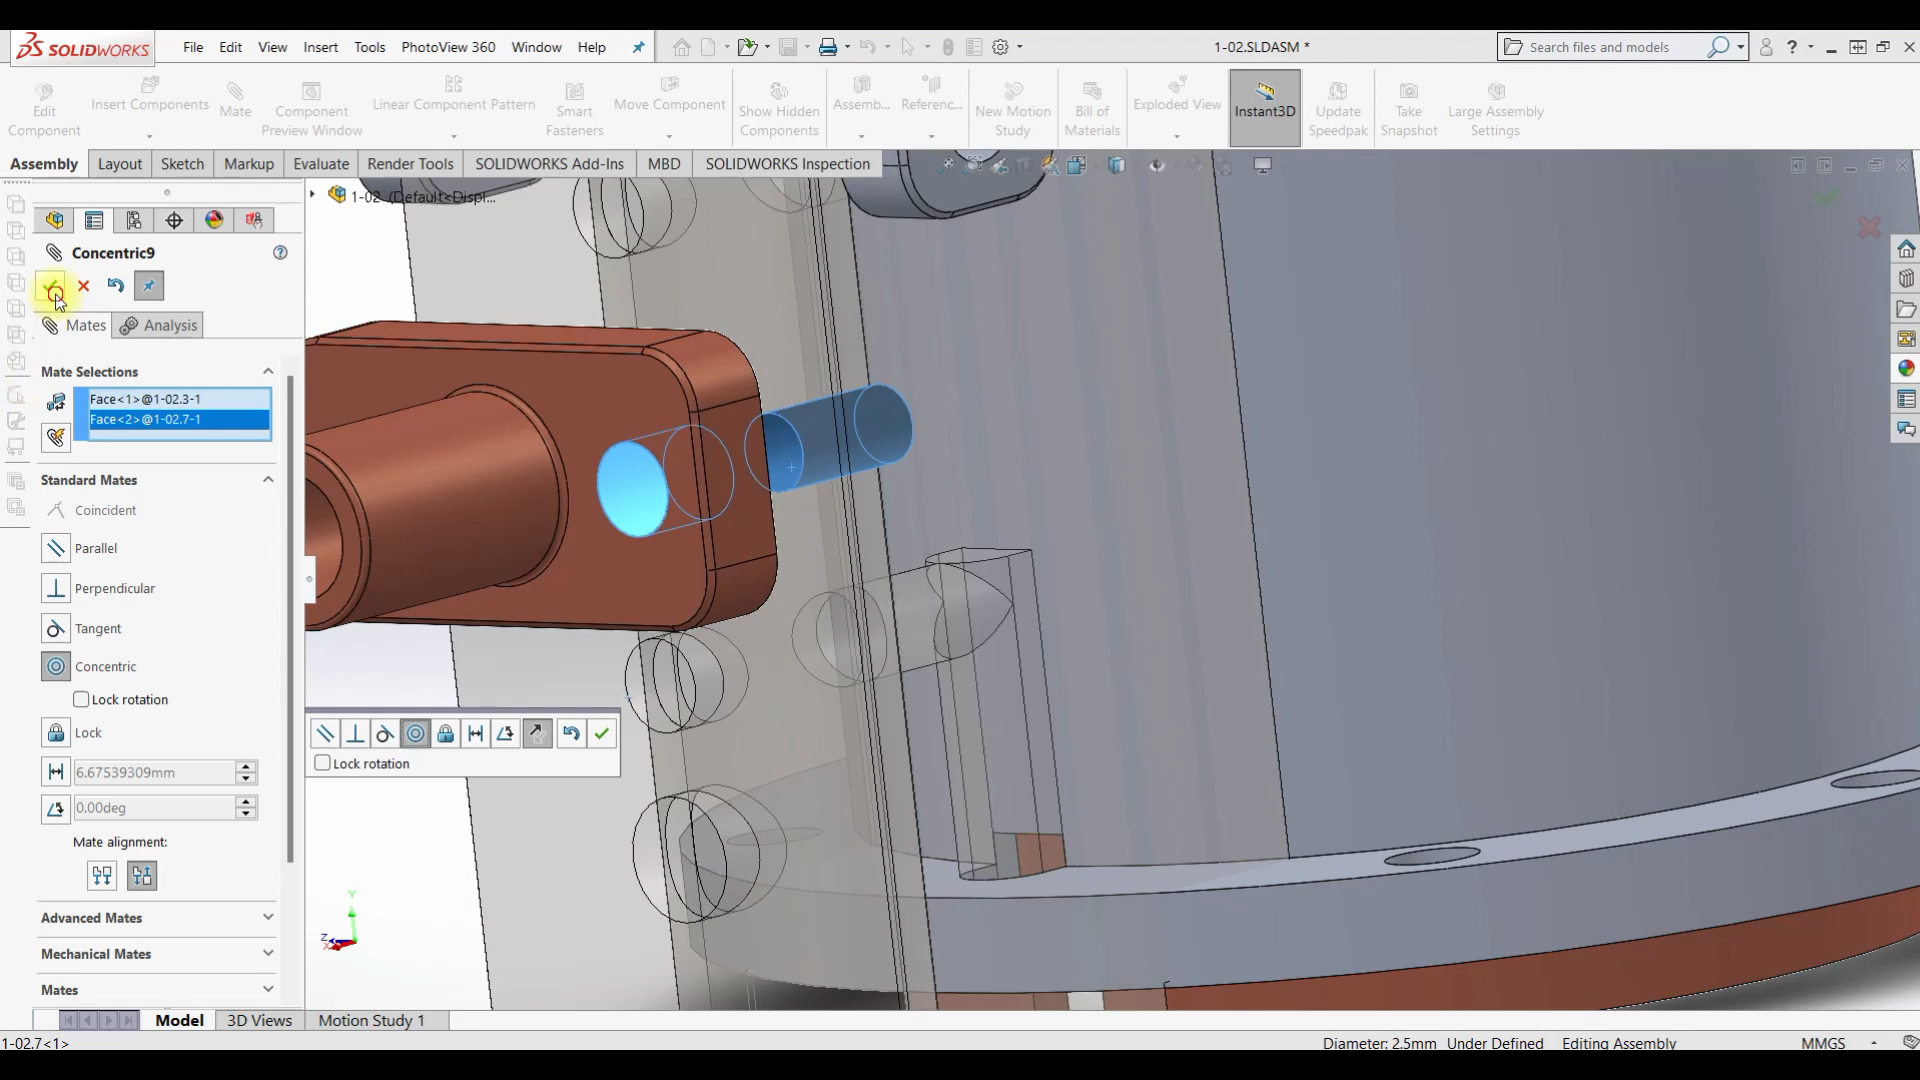 SOLIDWORKS
File Edit View Insert Tools PhotoView 360 Window Help
1-02.SLDASM *
Search files and models
Edit Component
Insert Components
Mate
Component Preview Window
Linear Component Pattern
Smart Fasteners
Move Component
Show Hidden Components
Assemb...
Referenc...
New Motion Study
Bill of Materials
Exploded View
Instant3D
Update Speedpak
Take Snapshot
Large Assembly Settings
Assembly Layout Sketch Markup Evaluate Render Tools SOLIDWORKS Add-Ins MBD SOLIDWORKS Inspection
1-02 (Default<Displ...
Concentric9
Mates Analysis
Mate Selections
Face<1>@1-02.3-1
Face<2>@1-02.7-1
Standard Mates
Coincident
Parallel
Perpendicular
Tangent
Concentric
Lock rotation
Lock
6.67539309mm
0.00deg
Mate alignment:
Advanced Mates
Mechanical Mates
Mates
Lock rotation
Y
Z
X
Model 3D Views Motion Study 1
1-02.7<1>
Diameter: 2.5mm Under Defined Editing Assembly MMGS